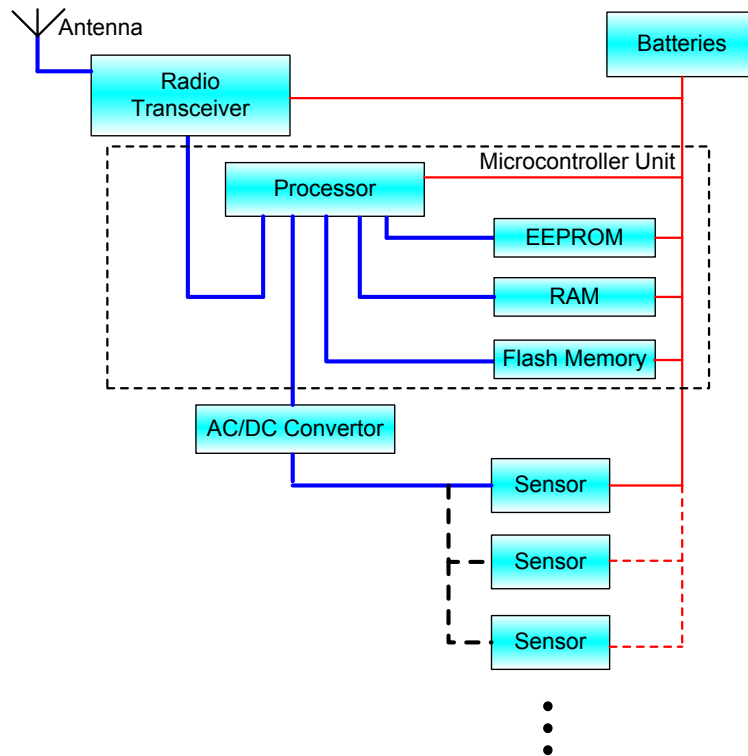 Antenna
Batteries
Radio
Transceiver
Microcontroller Unit
Processor
EEPROM
RAM
Flash Memory
AC/DC Convertor
Sensor
Sensor
Sensor